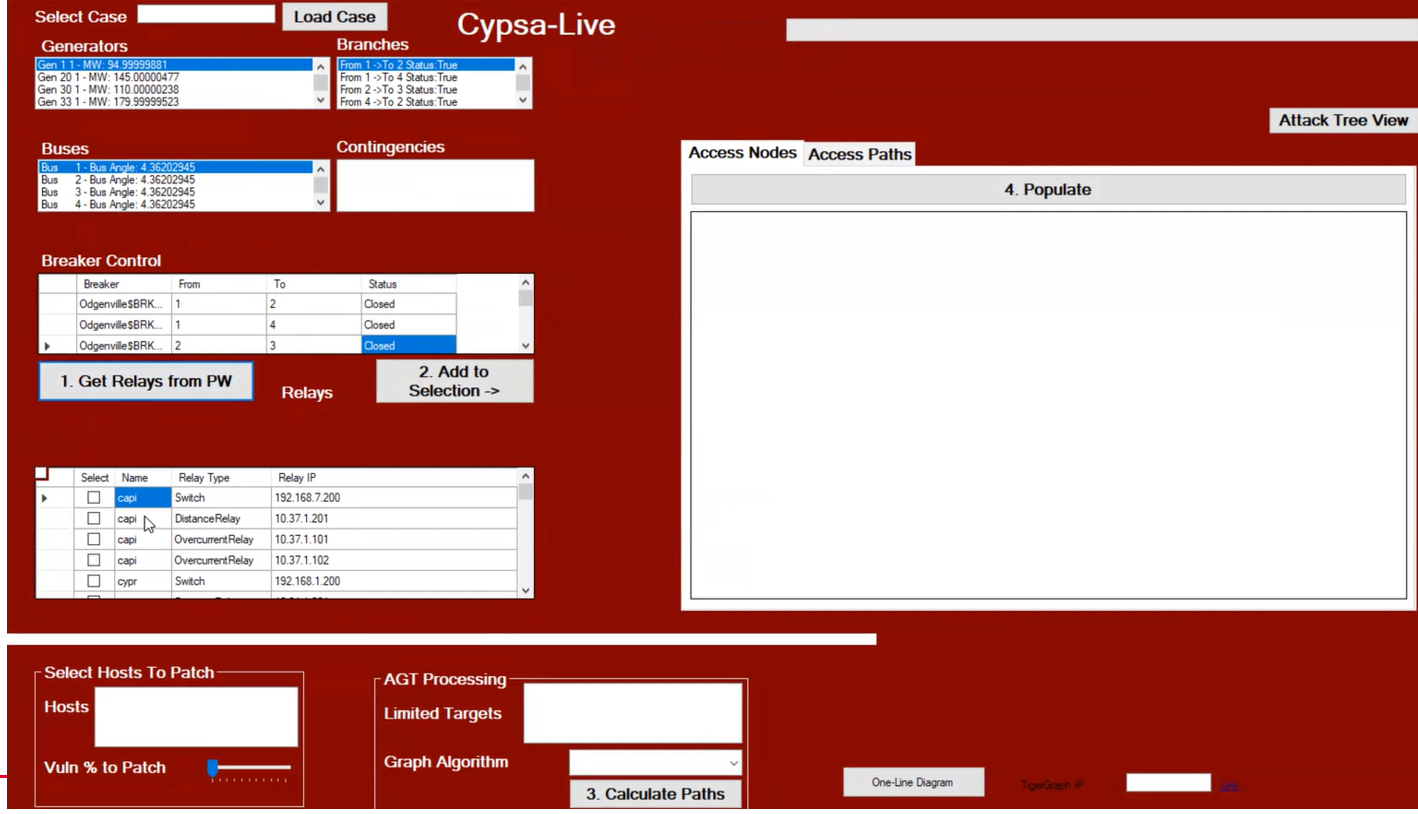 Select Case
Load Case
Cypsa-Live
Generators
Branches
Gen 1 1 - MW: 94.99999881
Gen 20 1 - MW: 145.00000477
Gen 30 1 - MW: 110.00000238
Gen 33 1 - MW: 179.99999523
From 1 ->To 2 Status:True
From 1 ->To 4 Status:True
From 2 ->To 3 Status:True
From 4 ->To 2 Status:True
Attack Tree View
Buses
Contingencies
Bus 1 - Bus Angle: 4.36202945
Bus 2 - Bus Angle: 4.36202945
Bus 3 - Bus Angle: 4.36202945
Bus 4 - Bus Angle: 4.36202945
Access Nodes Access Paths
4. Populate
Breaker Control
Breaker From To Status
Odgenville$BRK... 1 2 Closed
Odgenville$BRK... 1 4 Closed
Odgenville$BRK... 2 3 Closed
1. Get Relays from PW
Relays
2. Add to
Selection ->
Select Name Relay Type Relay IP
capi Switch 192.168.7.200
capi DistanceRelay 10.37.1.201
capi OvercurrentRelay 10.37.1.101
capi OvercurrentRelay 10.37.1.102
cypr Switch 192.168.1.200
Select Hosts To Patch
Hosts
Vuln % to Patch
AGT Processing
Limited Targets
Graph Algorithm
3. Calculate Paths
One-Line Diagram
TigerGraph IP
Link